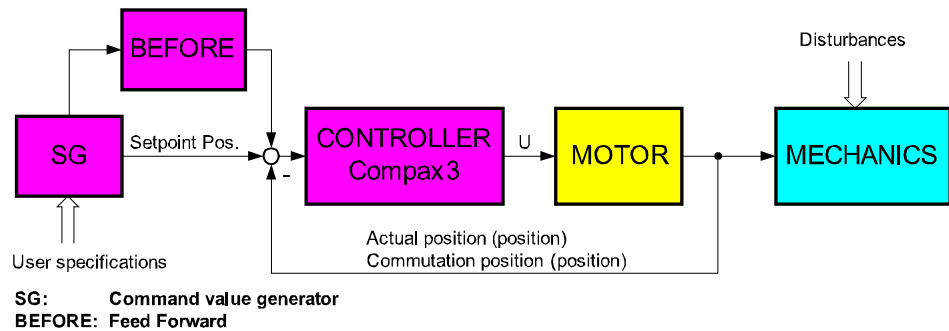 BEFORE
Disturbances
SG
Setpoint Pos.
-
CONTROLLER
Compax3
U
MOTOR
MECHANICS
Actual position (position)
Commutation position (position)
User specifications
SG: Command value generator
BEFORE: Feed Forward